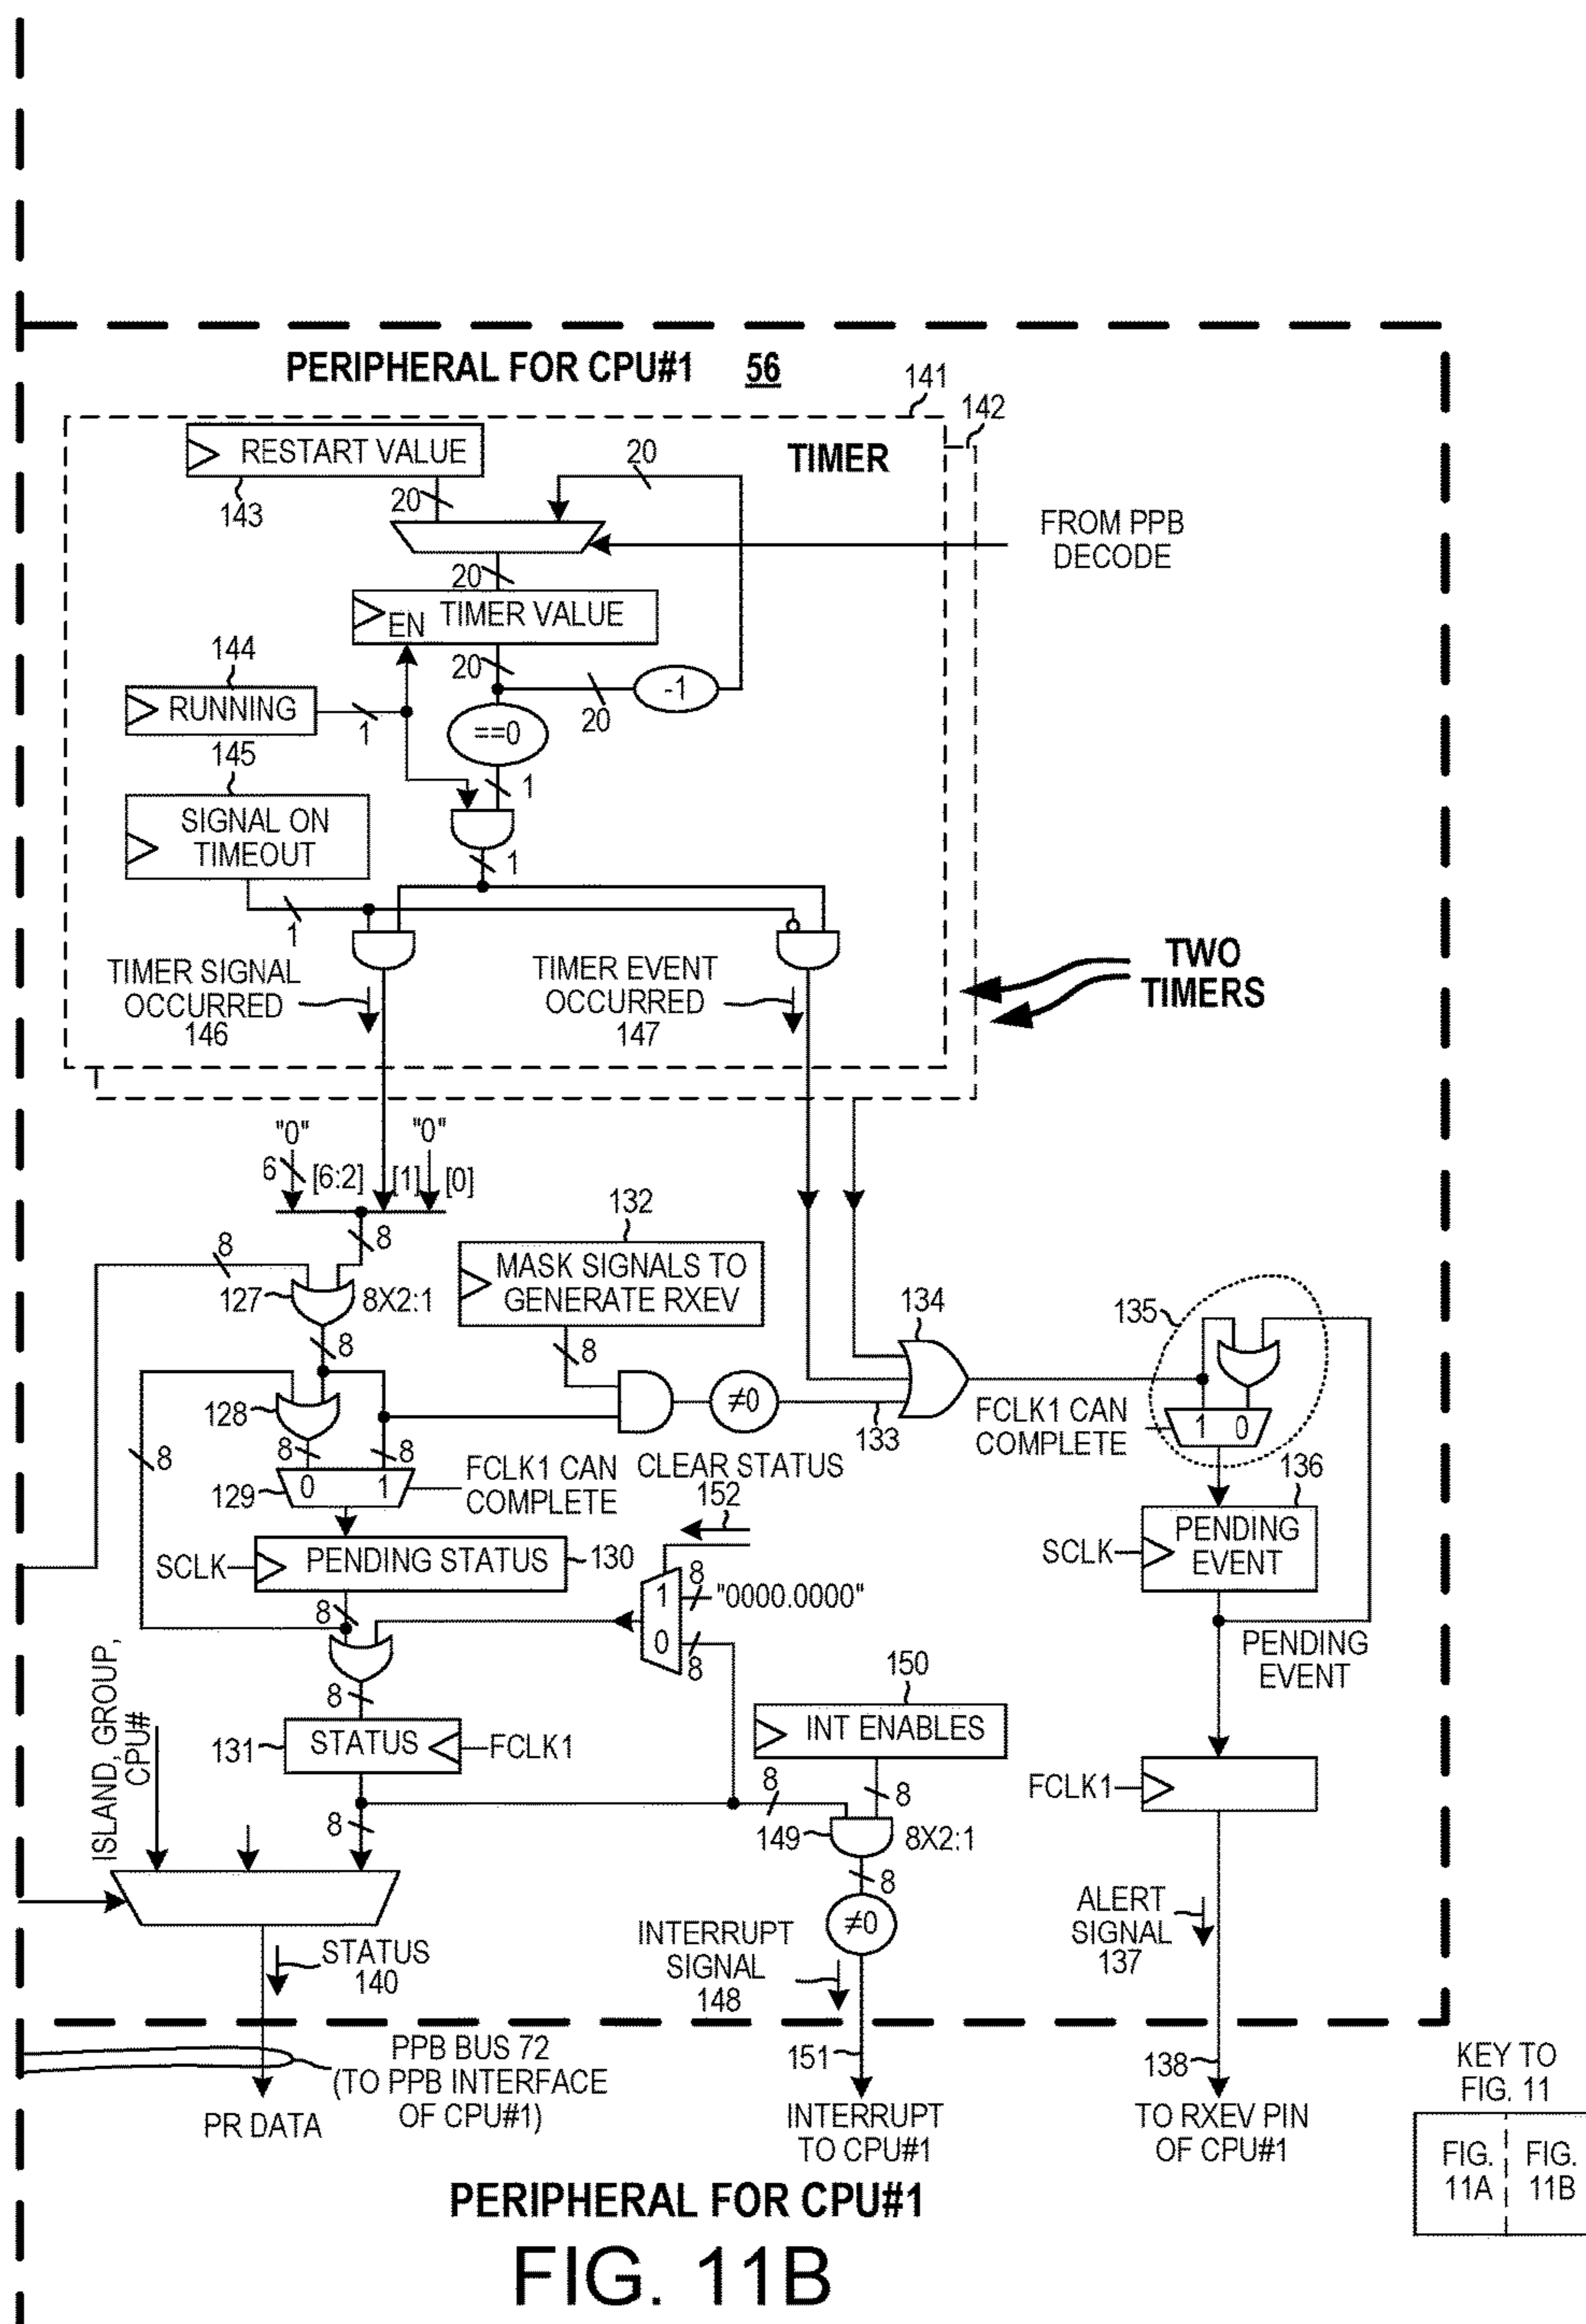 PERIPHERAL FOR CPU#1 56
141
142
RESTART VALUE
TIMER
20
143
20
FROM PPB
DECODE
20
EN TIMER VALUE
144
20
-1
RUNNING
1
20
==0
145
1
SIGNAL ON
TIMEOUT
1
1
TIMER SIGNAL
OCCURRED
146
TIMER EVENT
OCCURRED
147
TWO
TIMERS
"0"
"0"
6
[6:2]
[1]
[0]
132
8
8
MASK SIGNALS TO
GENERATE RXEV
127
8X2:1
134
135
8
8
128
≠0
133
FCLK1 CAN
COMPLETE
1 0
8
8
8
129
0 1
FCLK1 CAN
COMPLETE
CLEAR STATUS
152
136
SCLK
PENDING STATUS
130
SCLK
PENDING
EVENT
1
8
"0000.0000"
8
0
8
PENDING
EVENT
ISLAND, GROUP,
CPU#
8
150
131
STATUS
FCLK1
INT ENABLES
FCLK1
8
8
8
149
8X2:1
8
≠0
INTERRUPT
SIGNAL
148
ALERT
SIGNAL
137
STATUS
140
PPB BUS 72
(TO PPB INTERFACE
OF CPU#1)
151
138
PR DATA
INTERRUPT
TO CPU#1
TO RXEV PIN
OF CPU#1
KEY TO
FIG. 11
FIG.
11A
FIG.
11B
PERIPHERAL FOR CPU#1
FIG. 11B